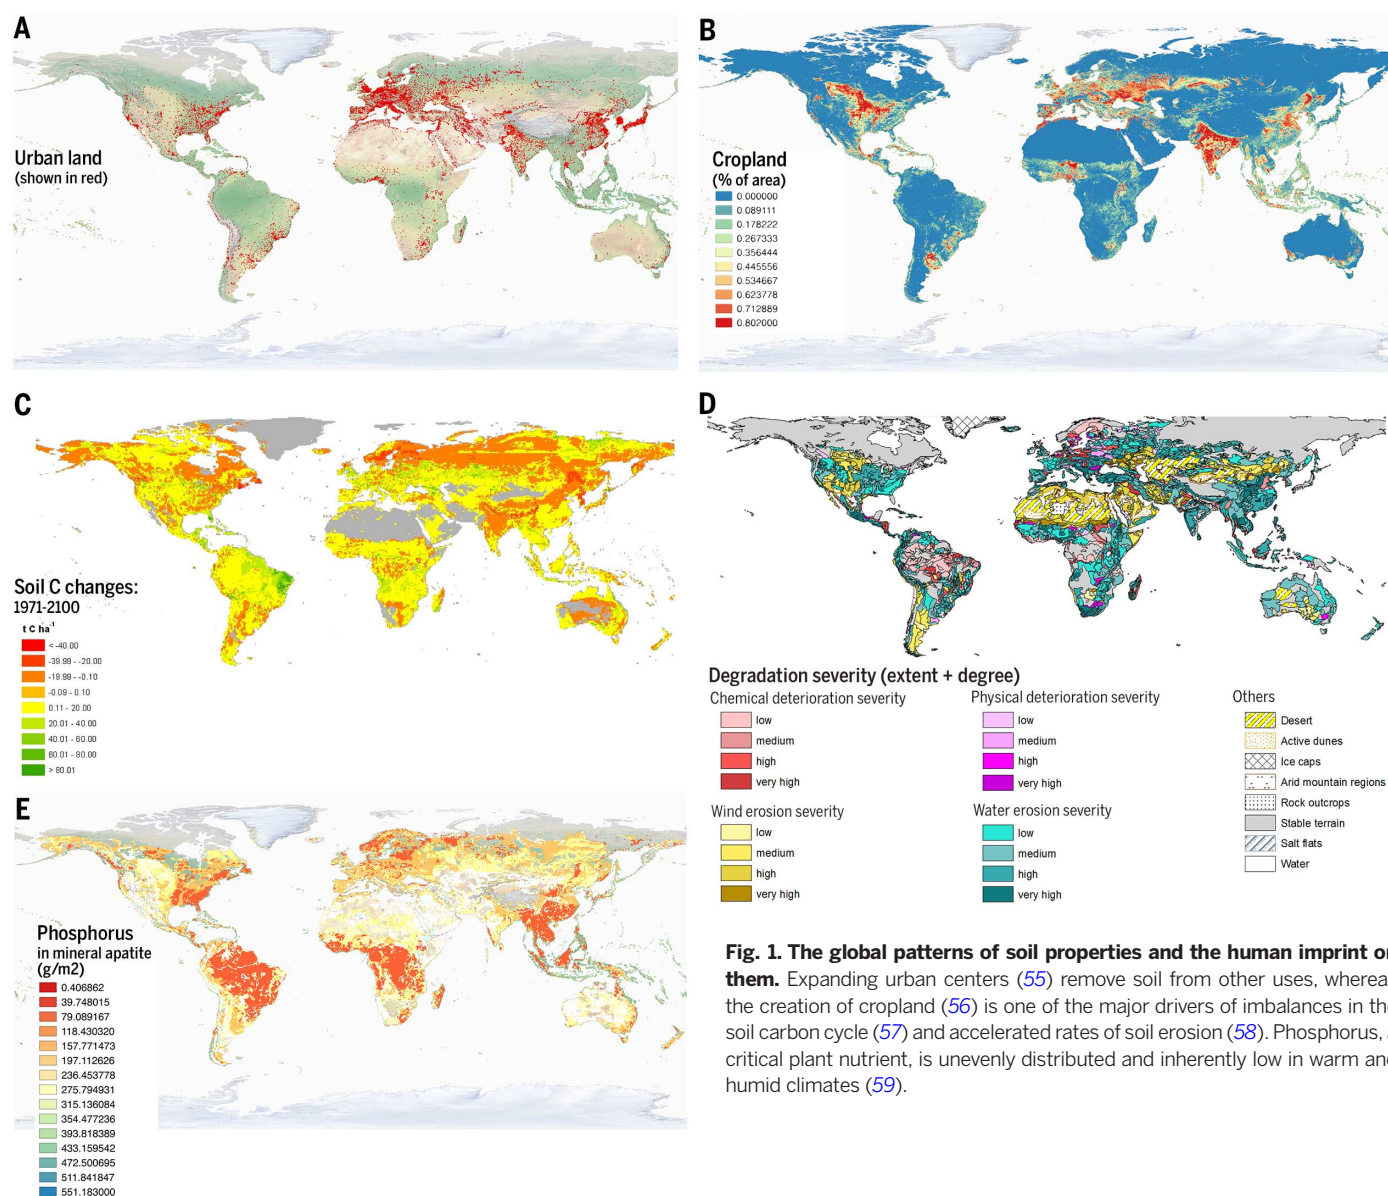 A
Urban land
(shown in red)
B
Cropland
(% of area)
0.000000
0.089111
0.178222
0.267333
0.356444
0.445556
0.534667
0.623778
0.712889
0.802000
C
Soil C changes:
1971-2100
t C ha-1
< -40.00
-39.99 - -20.00
-19.99 - -0.10
-0.09 - 0.10
0.11 - 20.00
20.01 - 40.00
40.01 - 60.00
60.01 - 80.00
> 80.01
D
Degradation severity (extent + degree)
Chemical deterioration severity
low
medium
high
very high
Wind erosion severity
low
medium
high
very high
Physical deterioration severity
low
medium
high
very high
Water erosion severity
low
medium
high
very high
Others
Desert
Active dunes
Ice caps
Arid mountain regions
Rock outcrops
Stable terrain
Salt flats
Water
E
Phosphorus
in mineral apatite
(g/m2)
0.406862
39.748015
79.089167
118.430320
157.771473
197.112626
236.453778
275.794931
315.136084
354.477236
393.818389
433.159542
472.500695
511.841847
551.183000
Fig. 1. The global patterns of soil properties and the human imprint on
them. Expanding urban centers (55) remove soil from other uses, wherea
the creation of cropland (56) is one of the major drivers of imbalances in the
soil carbon cycle (57) and accelerated rates of soil erosion (58). Phosphorus, a
critical plant nutrient, is unevenly distributed and inherently low in warm and
humid climates (59).